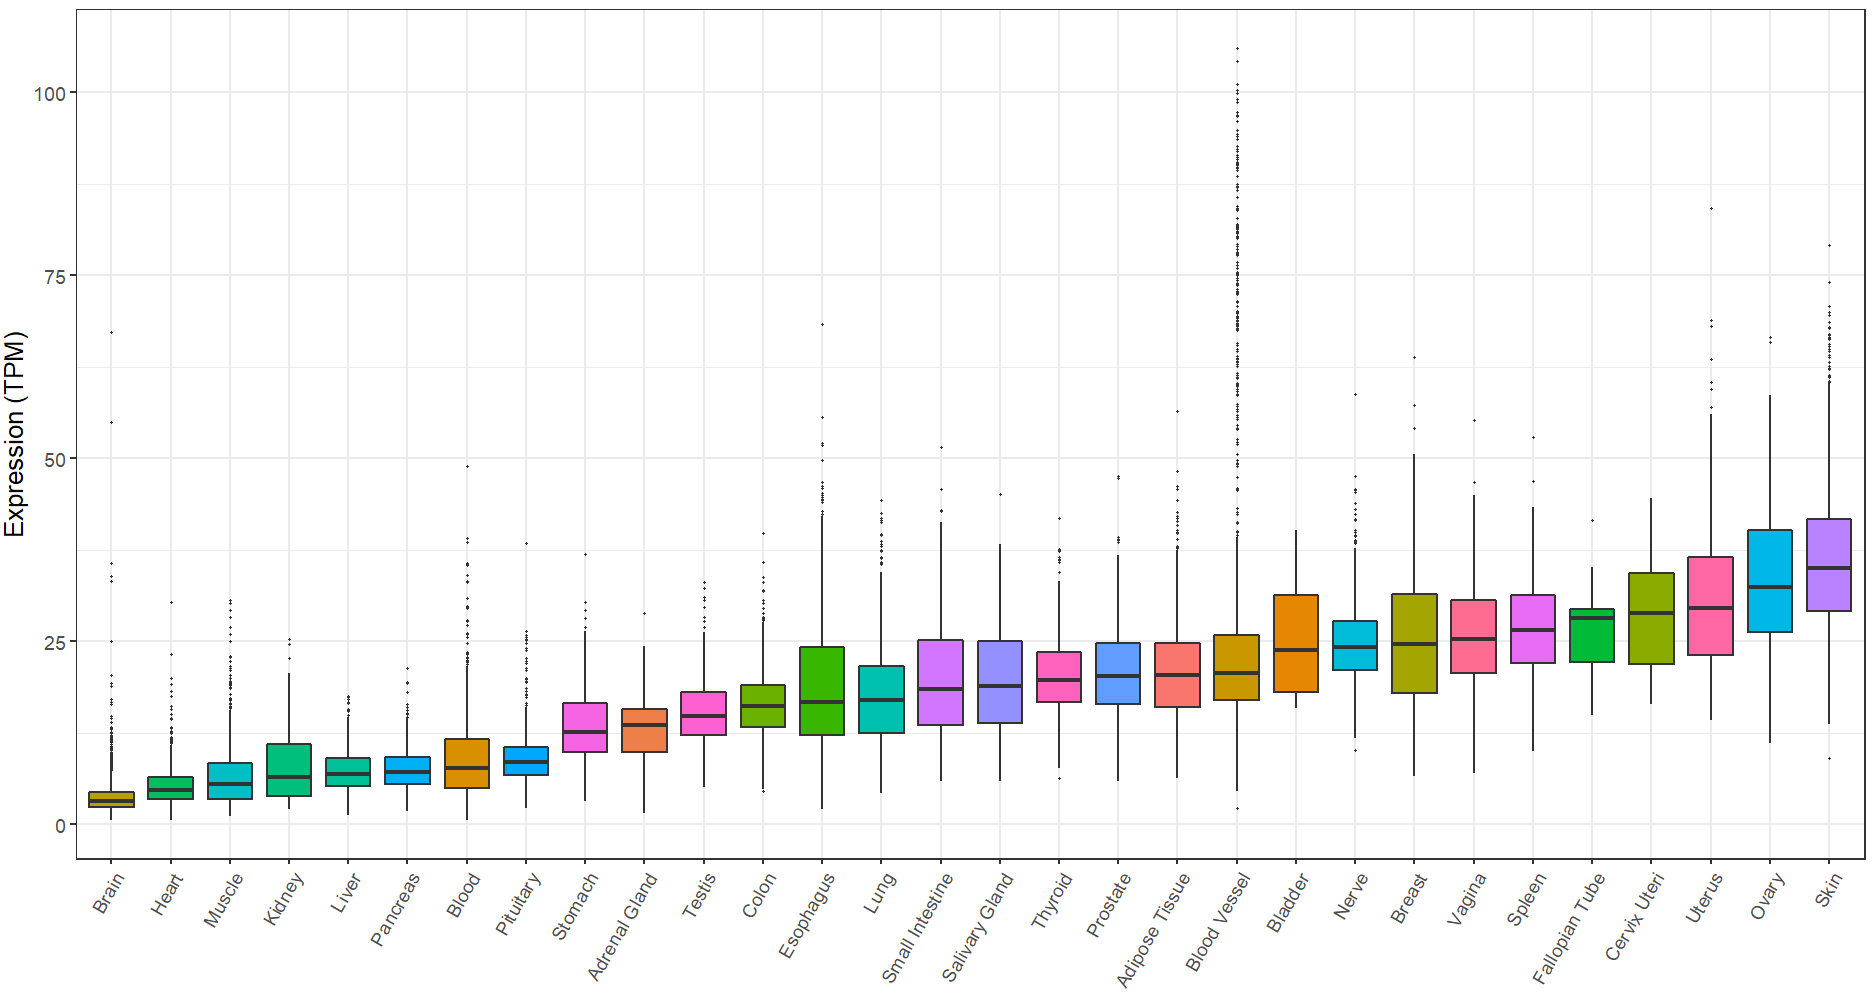 Expression (TPM)
100
75
50
25
0
Brain
Heart
Muscle
Kidney
Liver
Pancreas
Blood
Pituitary
Stomach
Adrenal Gland
Testis
Colon
Esophagus
Lung
Small Intestine
Salivary Gland
Thyroid
Prostate
Adipose Tissue
Blood Vessel
Bladder
Nerve
Breast
Vagina
Spleen
Fallopian Tube
Cervix Uteri
Uterus
Ovary
Skin